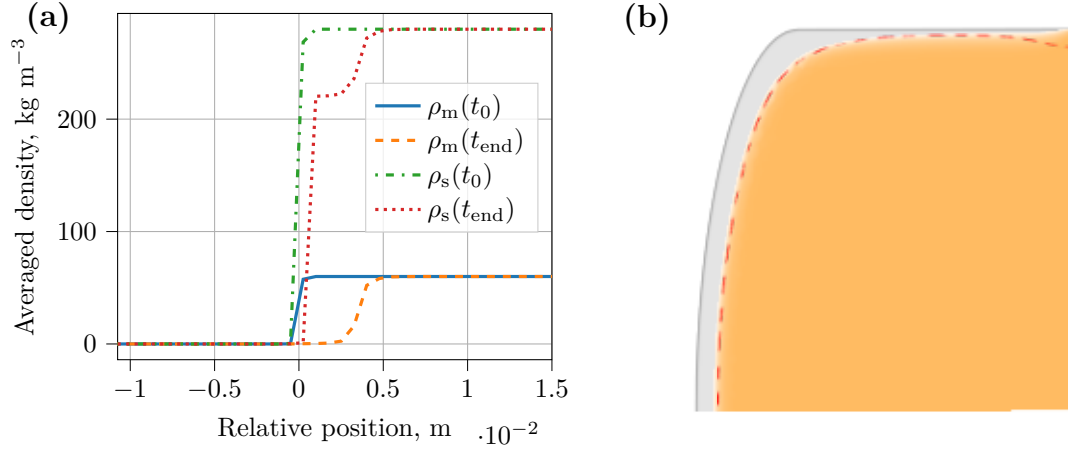 (a)
(b)
Averaged density, kg m⁻³
200
100
0
ρm(t0)
ρm(tend)
ρs(t0)
ρs(tend)
−1 −0.5 0 0.5 1 1.5
Relative position, m ·10⁻²